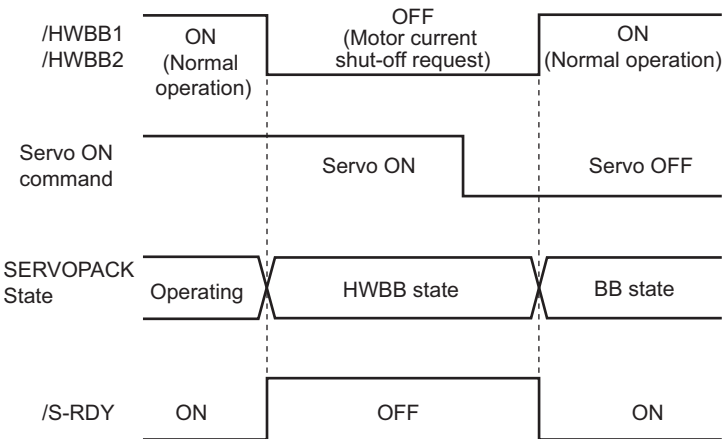 /HWBB1
/HWBB2
ON
(Normal
operation)
OFF
(Motor current
shut-off request)
ON
(Normal operation)
Servo ON
command
Servo ON
Servo OFF
SERVOPACK
State
Operating
HWBB state
BB state
/S-RDY
ON
OFF
ON